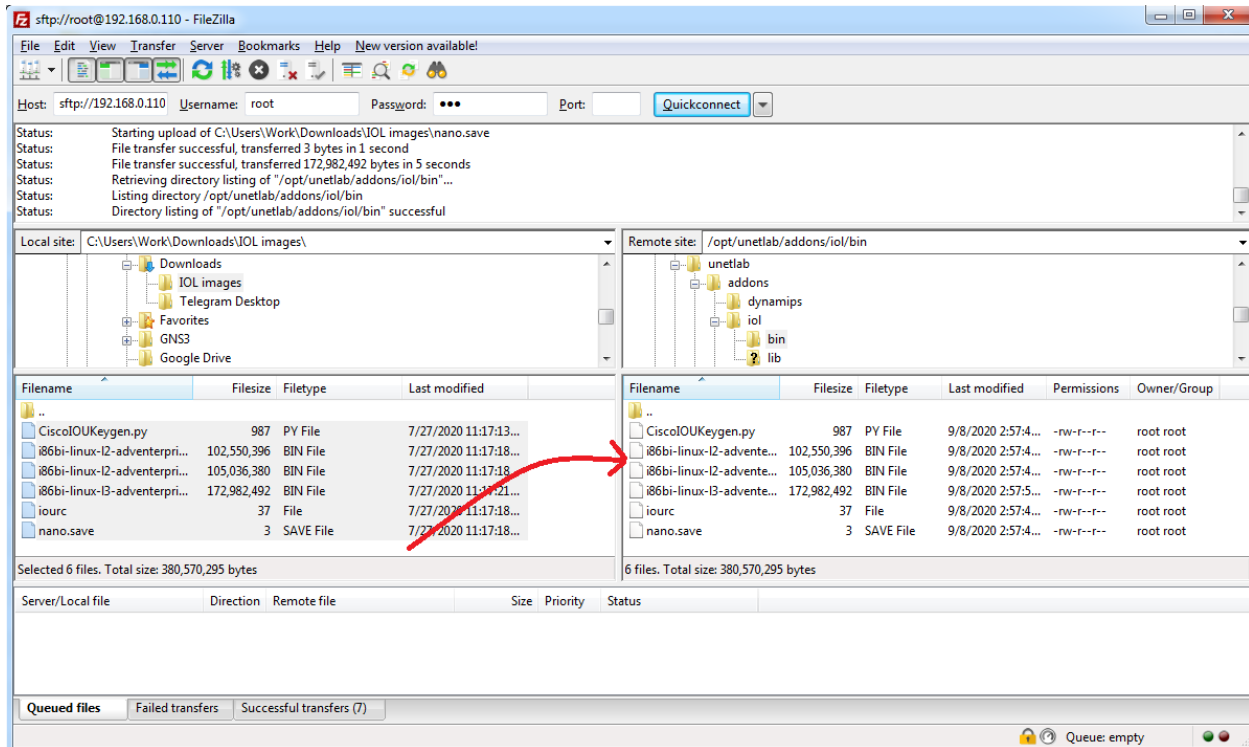 sftp://root@192.168.0.110 - FileZilla
File Edit View Transfer Server Bookmarks Help New version available!
Host: sftp://192.168.0.110 Username: root Password: ●●● Port: Quickconnect
Status: Starting upload of C:\Users\Work\Downloads\IOL images\nano.save
Status: File transfer successful, transferred 3 bytes in 1 second
Status: File transfer successful, transferred 172,982,492 bytes in 5 seconds
Status: Retrieving directory listing of "/opt/unetlab/addons/iol/bin"...
Status: Listing directory /opt/unetlab/addons/iol/bin
Status: Directory listing of "/opt/unetlab/addons/iol/bin" successful
Local site: C:\Users\Work\Downloads\IOL images\
Downloads
IOL images
Telegram Desktop
Favorites
GNS3
Google Drive
Remote site: /opt/unetlab/addons/iol/bin
unetlab
addons
dynamips
iol
bin
? lib
Filename Filesize Filetype Last modified
..
CiscoIOUKeygen.py 987 PY File 7/27/2020 11:17:13...
i86bi-linux-l2-adventerpri... 102,550,396 BIN File 7/27/2020 11:17:18...
i86bi-linux-l2-adventerpri... 105,036,380 BIN File 7/27/2020 11:17:18...
i86bi-linux-l3-adventerpri... 172,982,492 BIN File 7/27/2020 11:17:21...
iourc 37 File 7/27/2020 11:17:18...
nano.save 3 SAVE File 7/27/2020 11:17:18...
Selected 6 files. Total size: 380,570,295 bytes
Filename Filesize Filetype Last modified Permissions Owner/Group
..
CiscoIOUKeygen.py 987 PY File 9/8/2020 2:57:4... -rw-r--r-- root root
i86bi-linux-l2-advente... 102,550,396 BIN File 9/8/2020 2:57:4... -rw-r--r-- root root
i86bi-linux-l2-advente... 105,036,380 BIN File 9/8/2020 2:57:4... -rw-r--r-- root root
i86bi-linux-l3-advente... 172,982,492 BIN File 9/8/2020 2:57:5... -rw-r--r-- root root
iourc 37 File 9/8/2020 2:57:4... -rw-r--r-- root root
nano.save 3 SAVE File 9/8/2020 2:57:4... -rw-r--r-- root root
6 files. Total size: 380,570,295 bytes
Server/Local file Direction Remote file Size Priority Status
Queued files Failed transfers Successful transfers (7)
Queue: empty